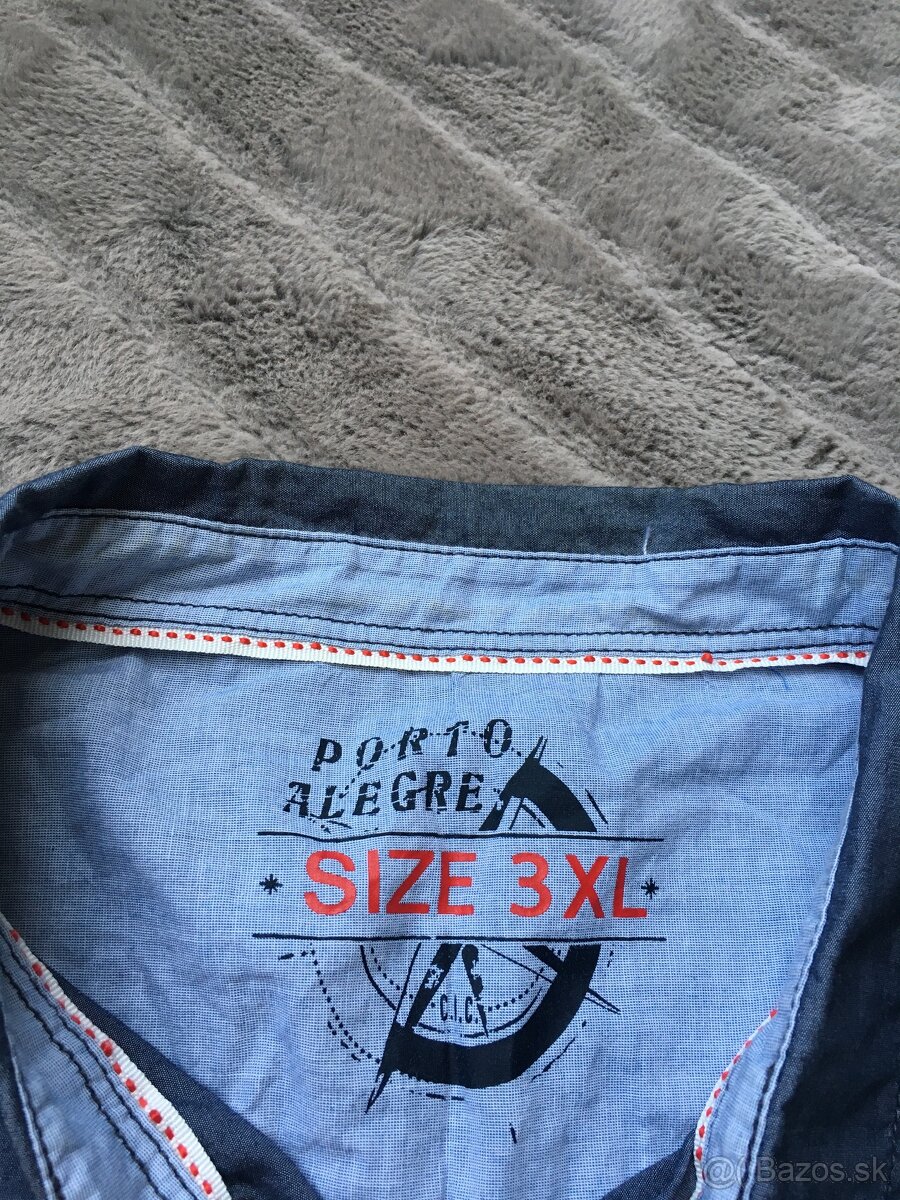 PORTO
ALEGRE
SIZE 3XL
C.I.C.
@ Bazos.sk